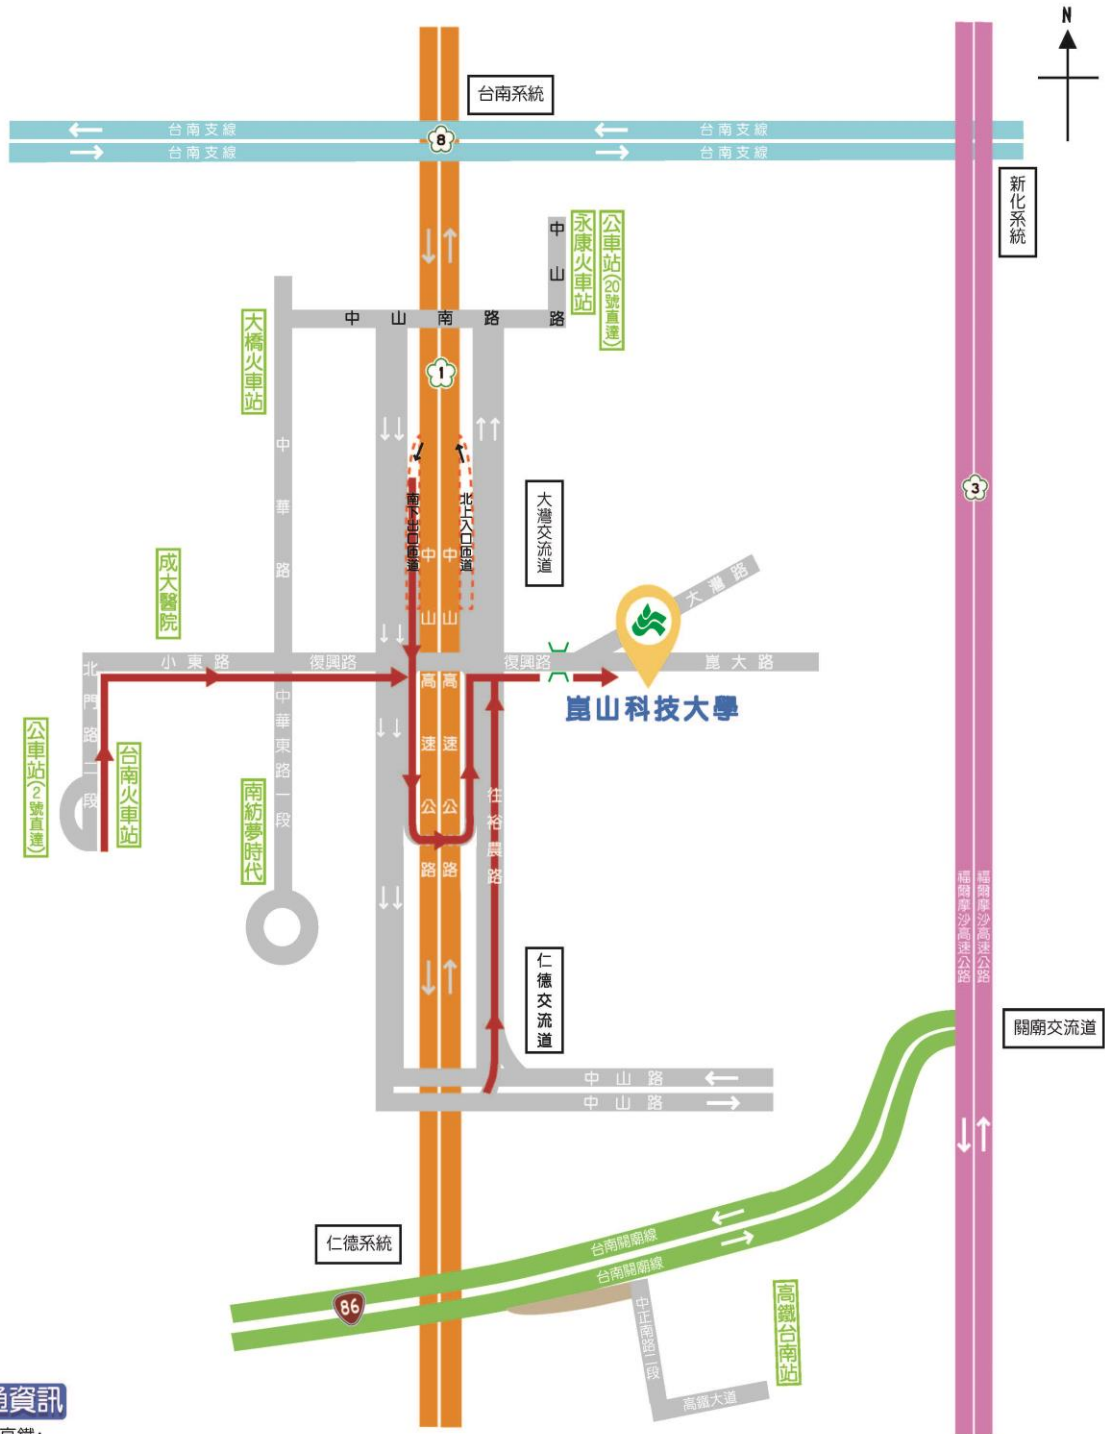 N
台南系統
台南支線
台南支線
8
台南支線
台南支線
新化系統
中山路
永康火車站
公車站(20號直達)
中山南路
大橋火車站
1
中華路
3
南下出口匝道
北上入口匝道
大灣交流道
成大醫院
大灣路
中山高速公路
中山高速公路
小東路
復興路
復興路
崑大路
崑山科技大學
北門路二段
中華東路一段
公車站(2號直達)
台南火車站
南紡夢時代
往裕農路
福爾摩沙高速公路
福爾摩沙高速公路
仁德交流道
關廟交流道
中山路
中山路
仁德系統
台南關廟線
台南關廟線
86
中正南路二段
高鐵台南站
高鐵大道
通資訊